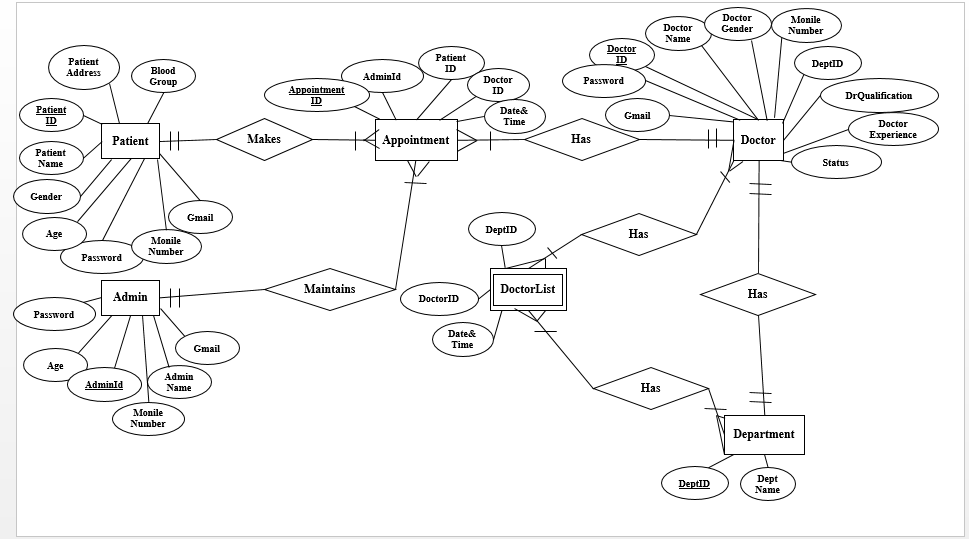 Patient
Address
Blood
Group
Patient
ID
Patient
Name
Gender
Age
Password
Monile
Number
Gmail
Patient
Makes
Appointment
ID
AdminId
Patient
ID
Doctor
ID
Date&
Time
Appointment
Has
Doctor
ID
Doctor
Name
Doctor
Gender
Monile
Number
DeptID
DrQualification
Doctor
Experience
Status
Password
Gmail
Doctor
Has
DeptID
DoctorID
Date&
Time
DoctorList
Has
Has
Maintains
Admin
Password
Age
AdminId
Monile
Number
Admin
Name
Gmail
Department
DeptID
Dept
Name